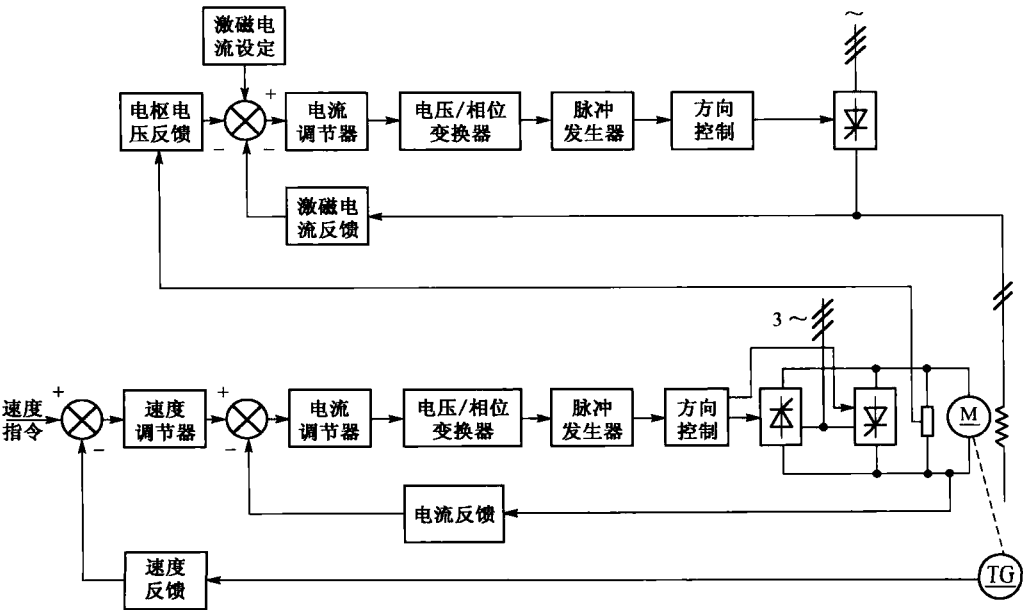 激磁电
流设定
~
电枢电
压反馈
+
−
−
电流
调节器
电压/相位
变换器
脉冲
发生器
方向
控制
激磁电
流反馈
3~
速度
指令
+
−
速度
调节器
+
−
电流
调节器
电压/相位
变换器
脉冲
发生器
方向
控制
M
电流反馈
速度
反馈
TG